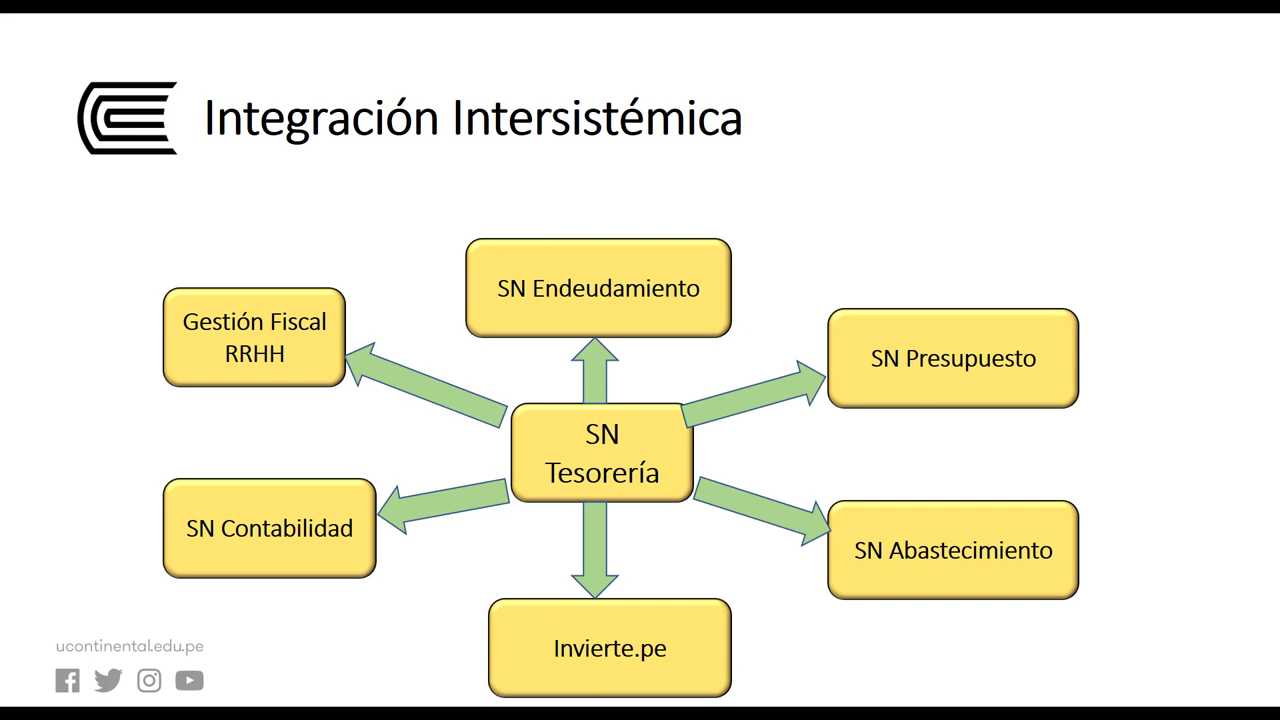 Integración Intersistémica
SN Endeudamiento
Gestión Fiscal
RRHH
SN Presupuesto
SN
Tesorería
SN Contabilidad
SN Abastecimiento
Invierte.pe
ucontinental.edu.pe